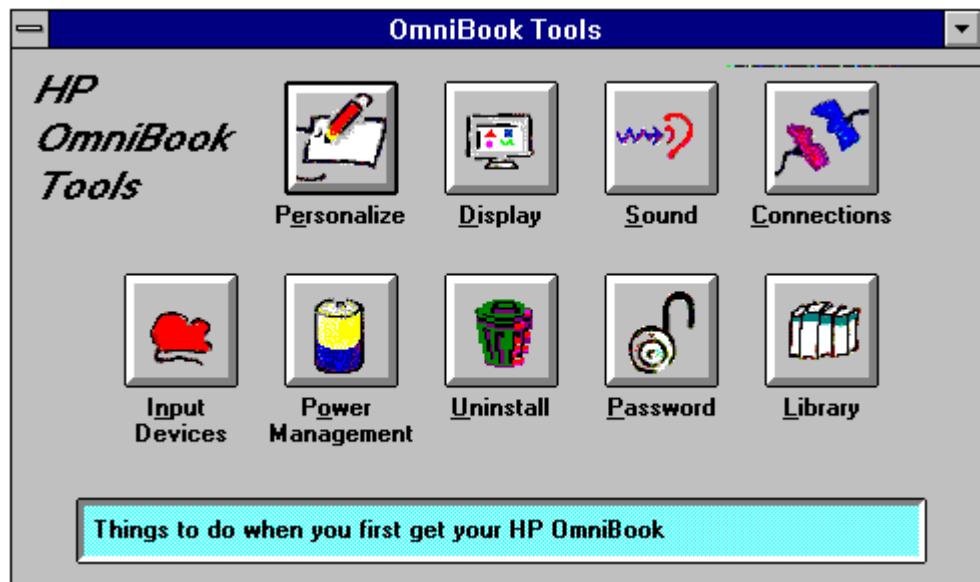 OmniBook Tools
HP
OmniBook
Tools
Personalize
Display
Sound
Connections
Input
Devices
Power
Management
Uninstall
Password
Library
Things to do when you first get your HP OmniBook